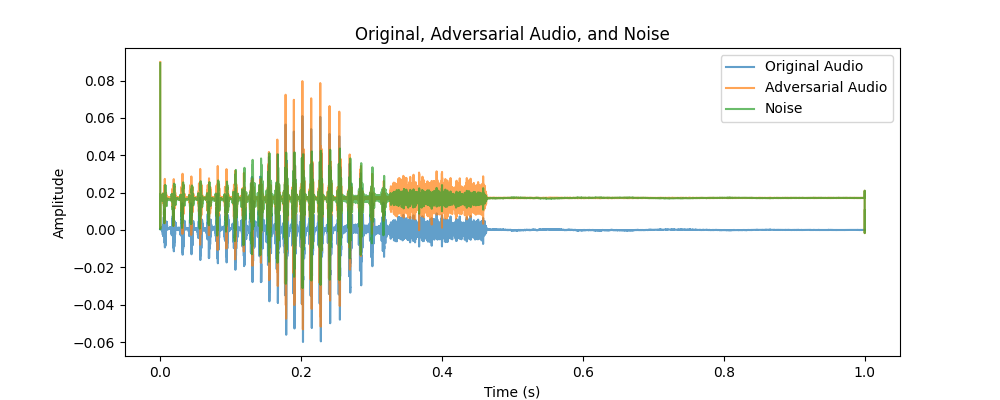 Original, Adversarial Audio, and Noise
Original Audio
Adversarial Audio
Noise
Amplitude
0.08
0.06
0.04
0.02
0.00
−0.02
−0.04
−0.06
0.0 0.2 0.4 0.6 0.8 1.0
Time (s)